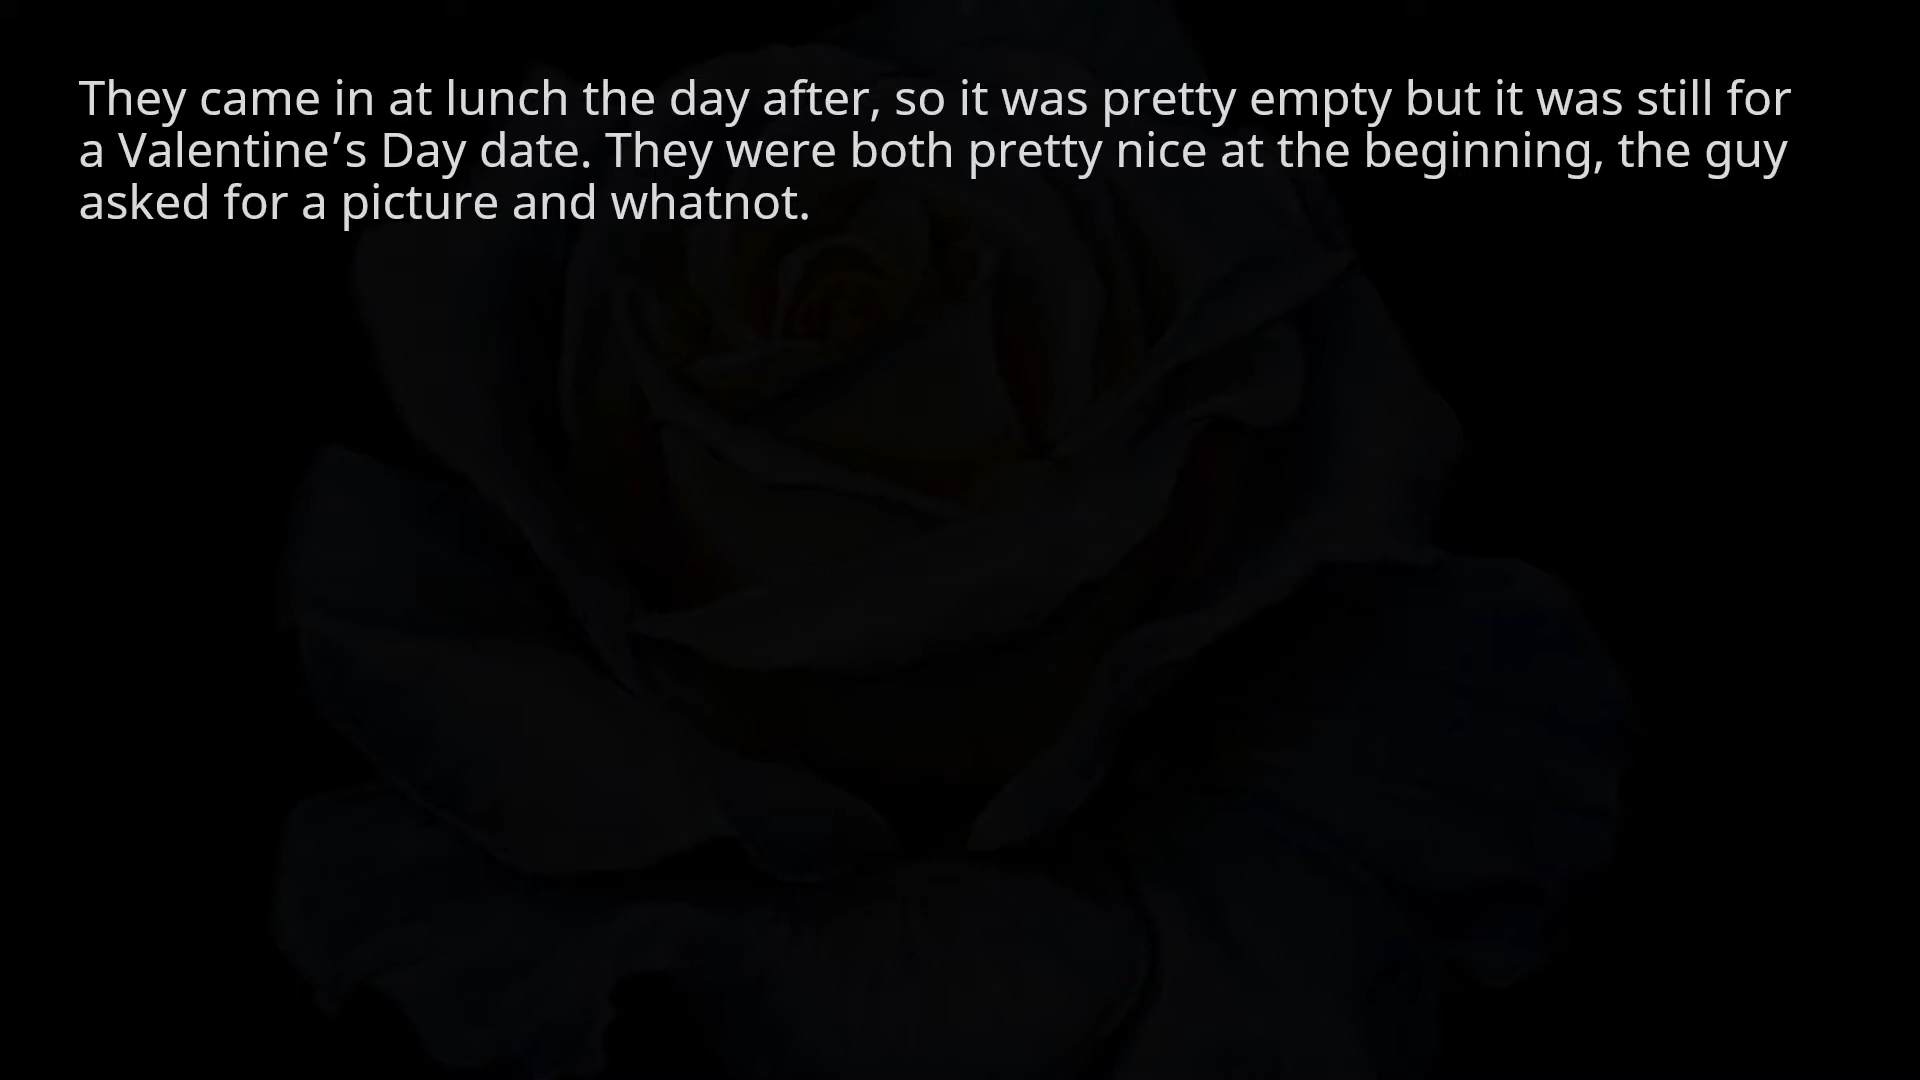 They came in at lunch the day after, so it was pretty empty but it was still for
a Valentine’s Day date. They were both pretty nice at the beginning, the guy
asked for a picture and whatnot.